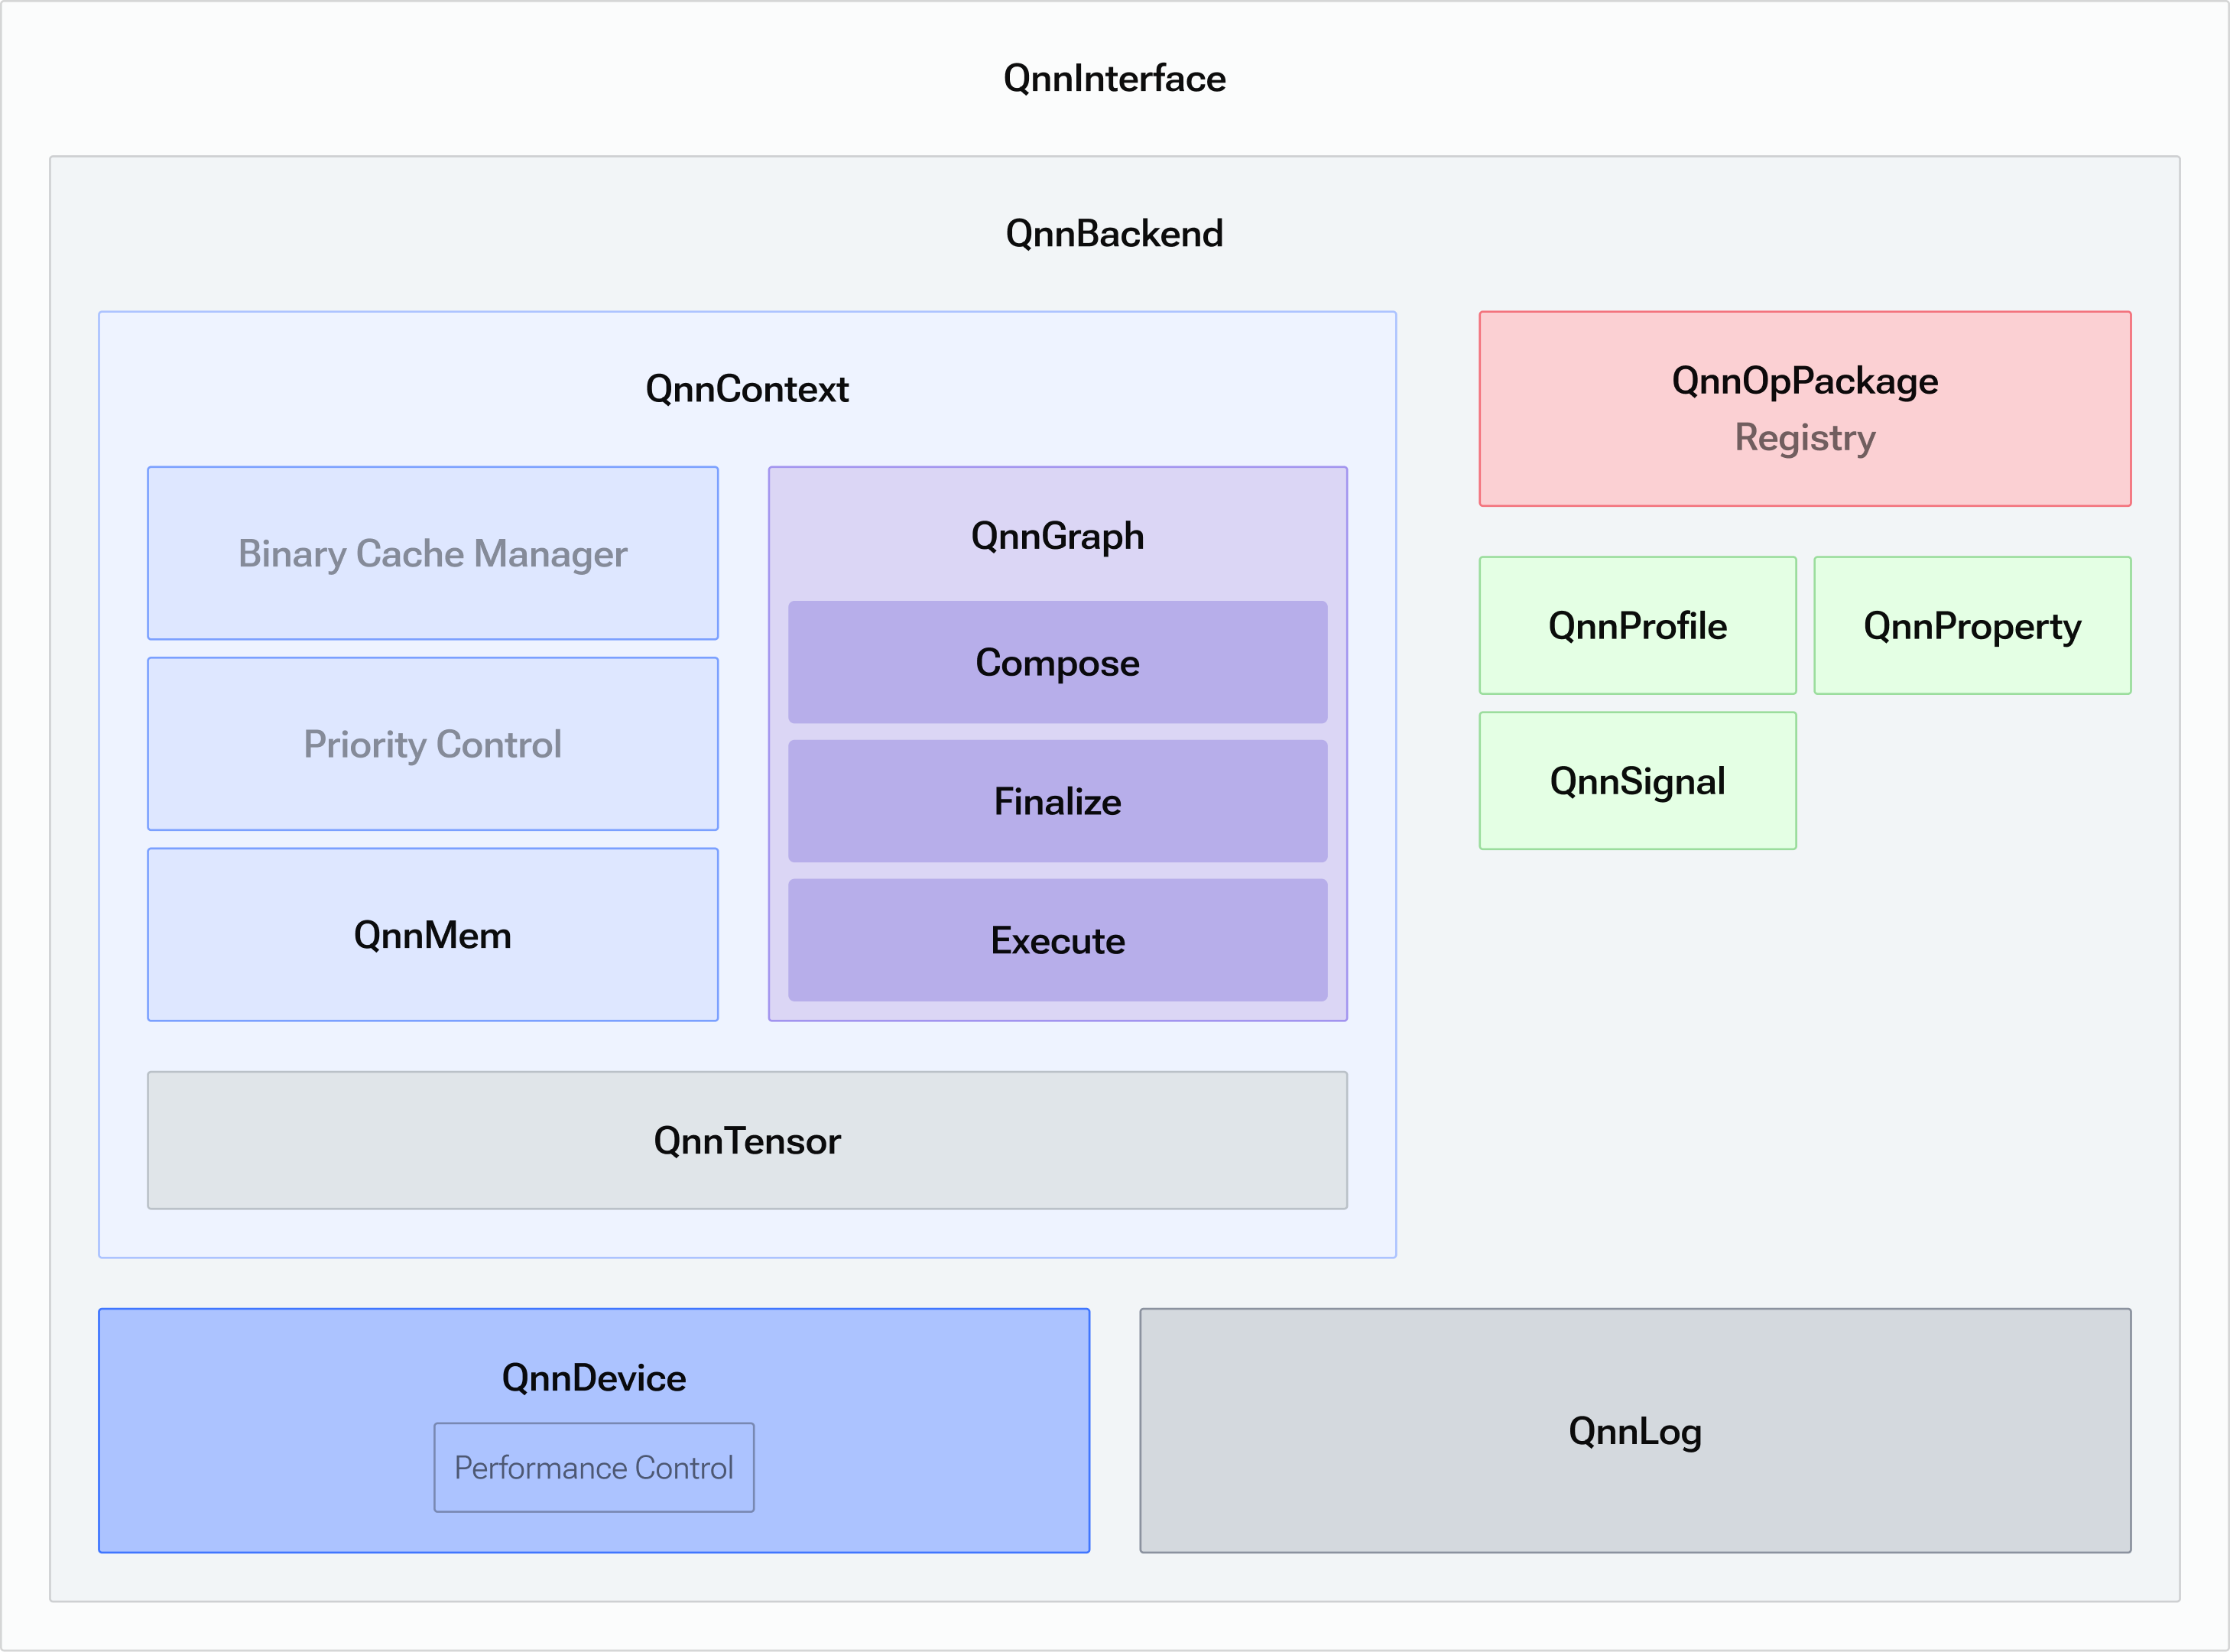 QnnInterface
QnnBackend
QnnContext
Binary Cache Manager
Priority Control
QnnMem
QnnGraph
Compose
Finalize
Execute
QnnTensor
QnnOpPackage
Registry
QnnProfile
QnnProperty
QnnSignal
QnnDevice
Performance Control
QnnLog